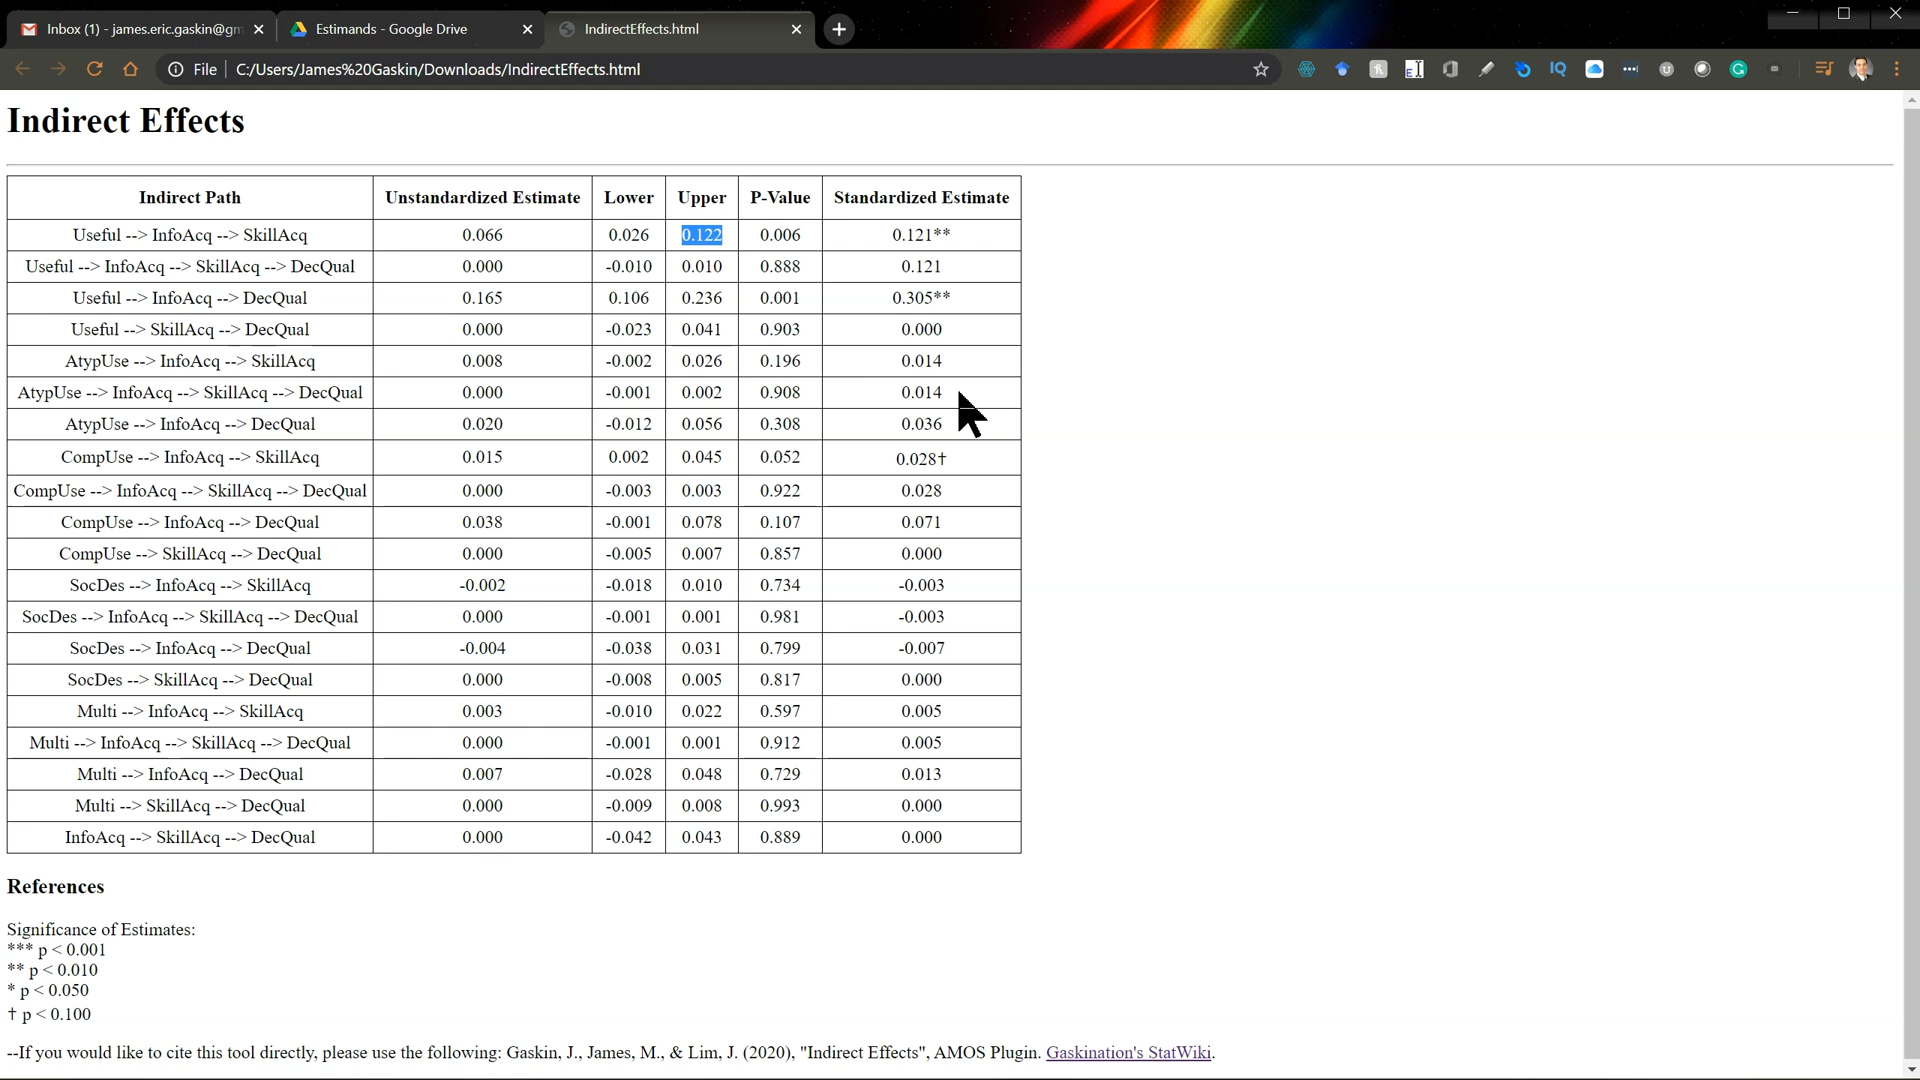 Inbox (1) - james.eric.gaskin@gm
Estimands - Google Drive
IndirectEffects.html
File | C:/Users/James%20Gaskin/Downloads/IndirectEffects.html
Indirect Effects
Indirect Path Unstandardized Estimate Lower Upper P-Value Standardized Estimate
Useful --> InfoAcq --> SkillAcq 0.066 0.026 0.122 0.006 0.121**
Useful --> InfoAcq --> SkillAcq --> DecQual 0.000 -0.010 0.010 0.888 0.121
Useful --> InfoAcq --> DecQual 0.165 0.106 0.236 0.001 0.305**
Useful --> SkillAcq --> DecQual 0.000 -0.023 0.041 0.903 0.000
AtypUse --> InfoAcq --> SkillAcq 0.008 -0.002 0.026 0.196 0.014
AtypUse --> InfoAcq --> SkillAcq --> DecQual 0.000 -0.001 0.002 0.908 0.014
AtypUse --> InfoAcq --> DecQual 0.020 -0.012 0.056 0.308 0.036
CompUse --> InfoAcq --> SkillAcq 0.015 0.002 0.045 0.052 0.028†
CompUse --> InfoAcq --> SkillAcq --> DecQual 0.000 -0.003 0.003 0.922 0.028
CompUse --> InfoAcq --> DecQual 0.038 -0.001 0.078 0.107 0.071
CompUse --> SkillAcq --> DecQual 0.000 -0.005 0.007 0.857 0.000
SocDes --> InfoAcq --> SkillAcq -0.002 -0.018 0.010 0.734 -0.003
SocDes --> InfoAcq --> SkillAcq --> DecQual 0.000 -0.001 0.001 0.981 -0.003
SocDes --> InfoAcq --> DecQual -0.004 -0.038 0.031 0.799 -0.007
SocDes --> SkillAcq --> DecQual 0.000 -0.008 0.005 0.817 0.000
Multi --> InfoAcq --> SkillAcq 0.003 -0.010 0.022 0.597 0.005
Multi --> InfoAcq --> SkillAcq --> DecQual 0.000 -0.001 0.001 0.912 0.005
Multi --> InfoAcq --> DecQual 0.007 -0.028 0.048 0.729 0.013
Multi --> SkillAcq --> DecQual 0.000 -0.009 0.008 0.993 0.000
InfoAcq --> SkillAcq --> DecQual 0.000 -0.042 0.043 0.889 0.000
References
Significance of Estimates:
*** p < 0.001
** p < 0.010
* p < 0.050
† p < 0.100
--If you would like to cite this tool directly, please use the following: Gaskin, J., James, M., & Lim, J. (2020), "Indirect Effects", AMOS Plugin. Gaskination's StatWiki.